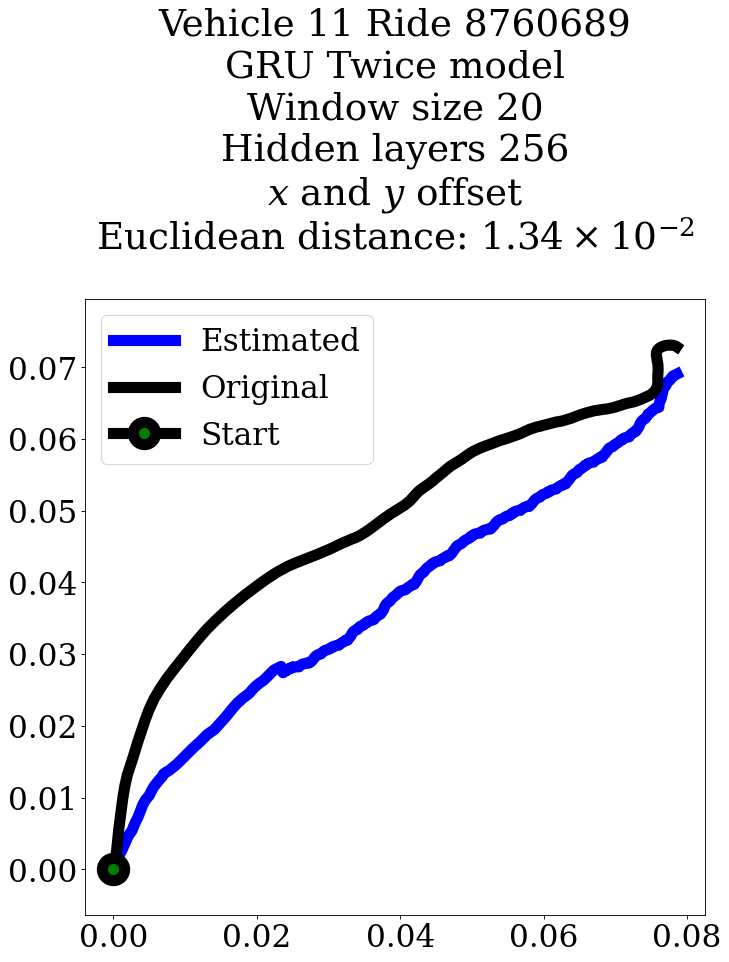 Vehicle 11 Ride 8760689
GRU Twice model
Window size 20
Hidden layers 256
x and y offset
Euclidean distance: 1.34 × 10⁻²
Estimated
Original
Start
0.07
0.06
0.05
0.04
0.03
0.02
0.01
0.00
0.00 0.02 0.04 0.06 0.08